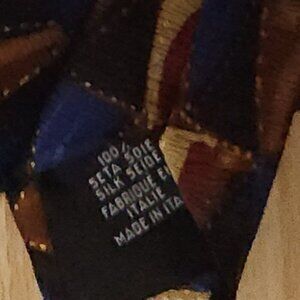 100%
SETA SOIE
SILK SEIDE
FABRIQUE EN
ITALIE
MADE IN ITA